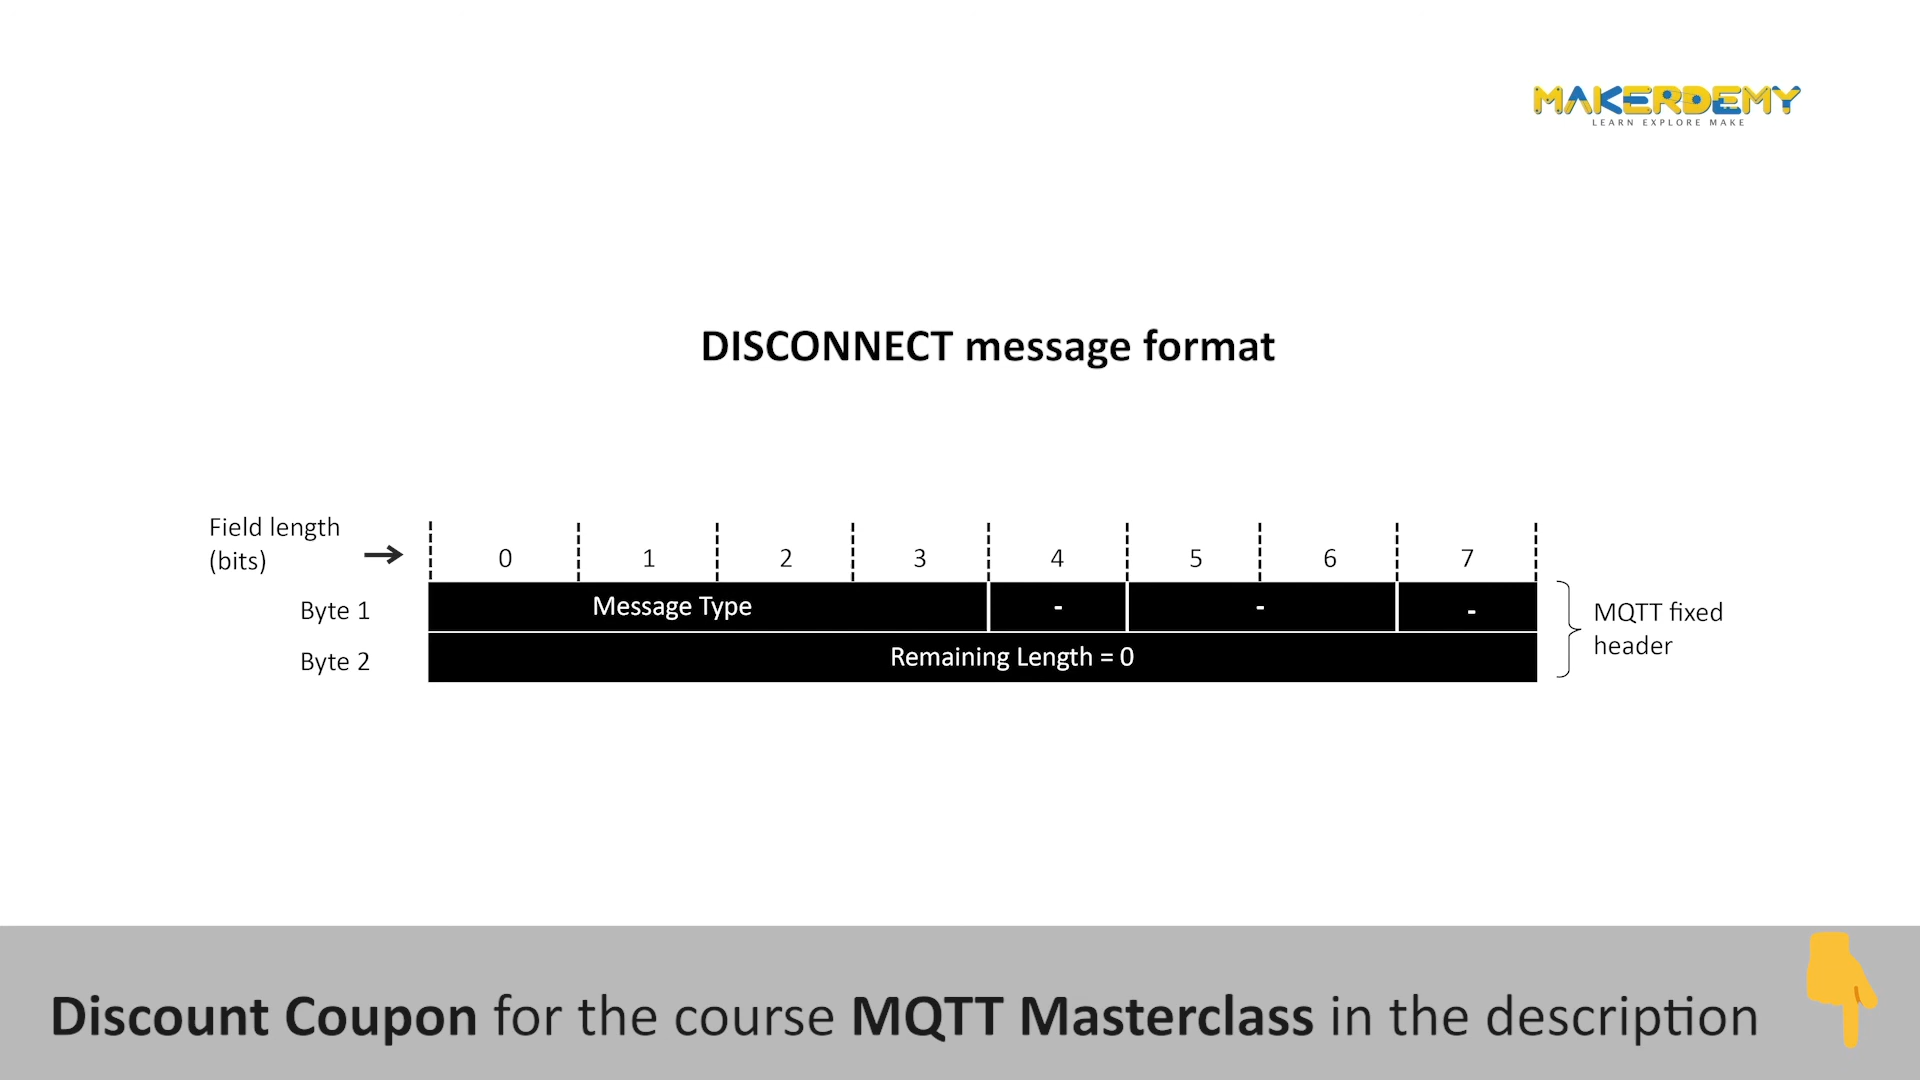 MAKERDEMY
LEARN EXPLORE MAKE
DISCONNECT message format
Field length
(bits)
0 1 2 3 4 5 6 7
Byte 1 Message Type - - -
Byte 2 Remaining Length = 0
MQTT fixed
header
Discount Coupon for the course MQTT Masterclass in the description